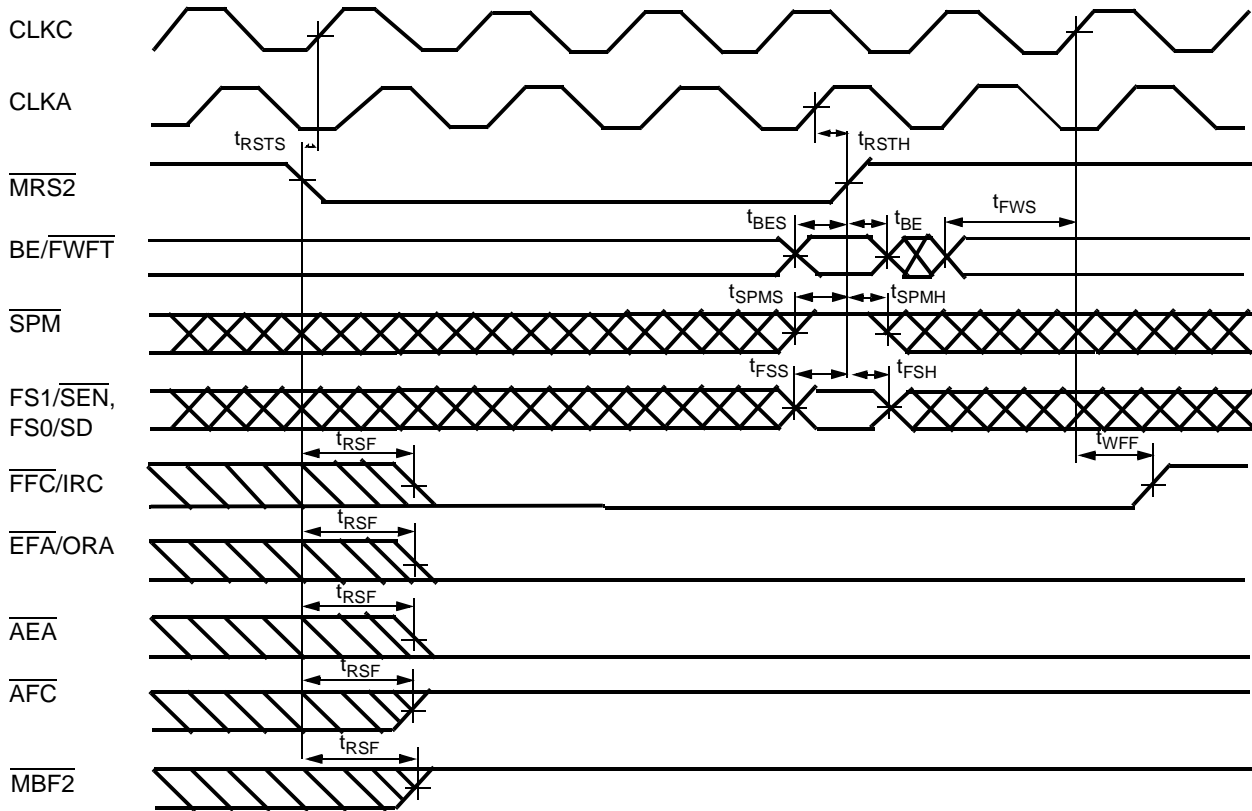 CLKC
CLKA
tRSTS
tRSTH
MRS2
tBES
tBE
tFWS
BE/FWFT
tSPMS
tSPMH
SPM
tFSS
tFSH
FS1/SEN,
FS0/SD
tRSF
tWFF
FFC/IRC
tRSF
EFA/ORA
tRSF
AEA
tRSF
AFC
tRSF
MBF2